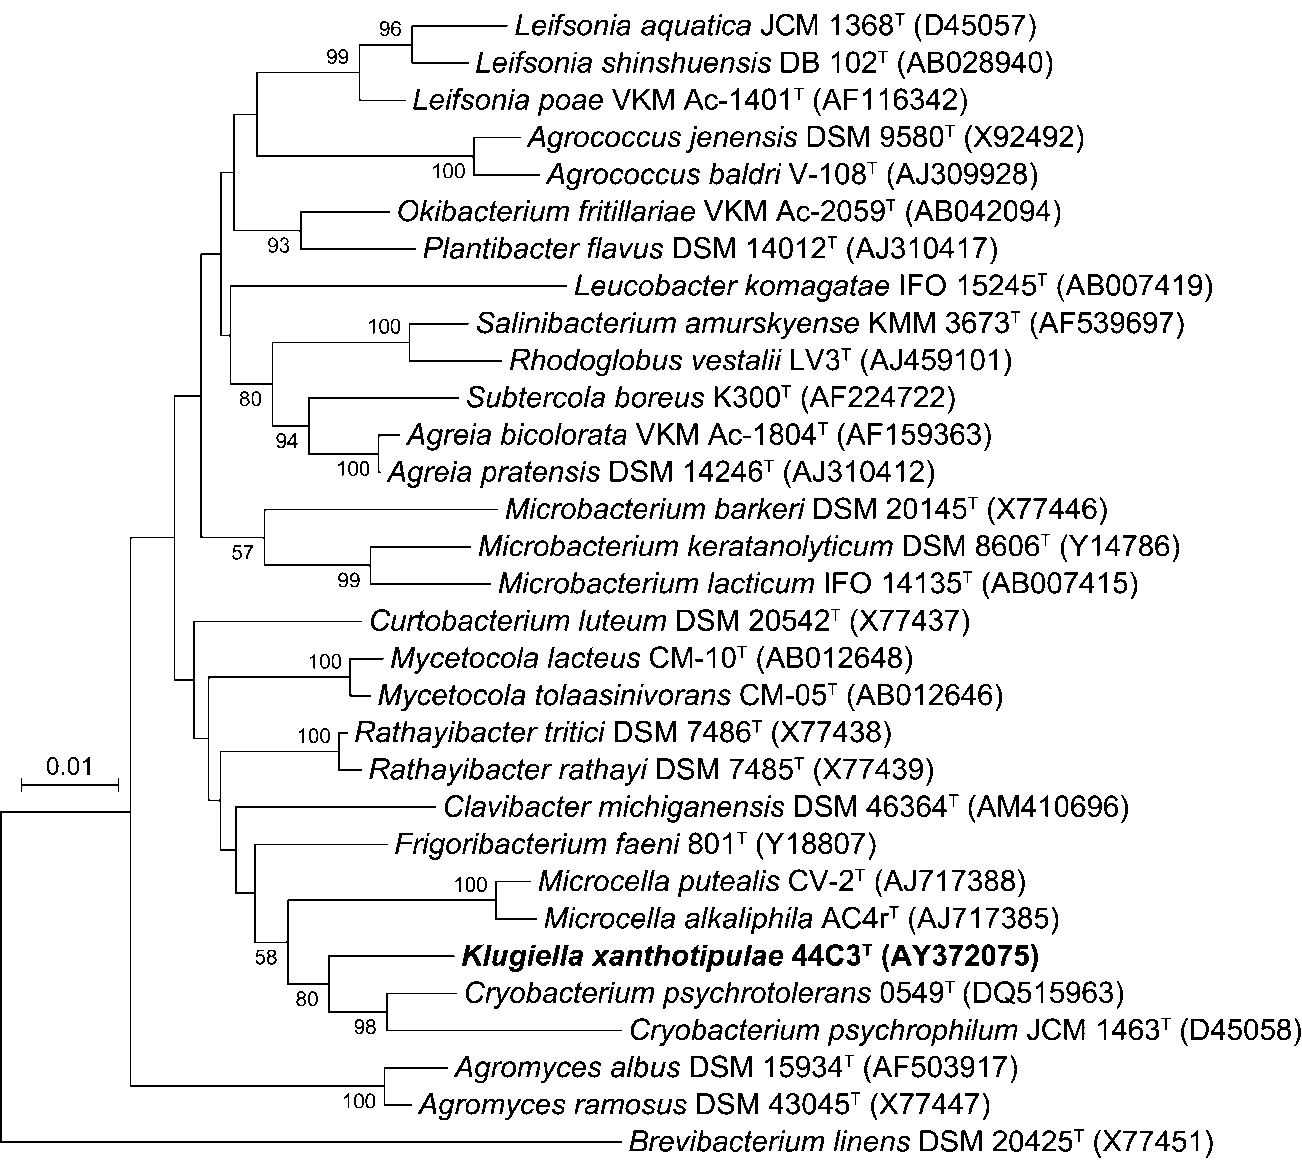 96
Leifsonia aquatica JCM 1368ᵀ (D45057)
99
Leifsonia shinshuensis DB 102ᵀ (AB028940)
Leifsonia poae VKM Ac-1401ᵀ (AF116342)
Agrococcus jenensis DSM 9580ᵀ (X92492)
100
Agrococcus baldri V-108ᵀ (AJ309928)
Okibacterium fritillariae VKM Ac-2059ᵀ (AB042094)
93
Plantibacter flavus DSM 14012ᵀ (AJ310417)
Leucobacter komagatae IFO 15245ᵀ (AB007419)
100
Salinibacterium amurskyense KMM 3673ᵀ (AF539697)
Rhodoglobus vestalii LV3ᵀ (AJ459101)
80
Subtercola boreus K300ᵀ (AF224722)
94
Agreia bicolorata VKM Ac-1804ᵀ (AF159363)
100
Agreia pratensis DSM 14246ᵀ (AJ310412)
Microbacterium barkeri DSM 20145ᵀ (X77446)
57
Microbacterium keratanolyticum DSM 8606ᵀ (Y14786)
99
Microbacterium lacticum IFO 14135ᵀ (AB007415)
Curtobacterium luteum DSM 20542ᵀ (X77437)
100
Mycetocola lacteus CM-10ᵀ (AB012648)
Mycetocola tolaasinivorans CM-05ᵀ (AB012646)
100
Rathayibacter tritici DSM 7486ᵀ (X77438)
0.01
Rathayibacter rathayi DSM 7485ᵀ (X77439)
Clavibacter michiganensis DSM 46364ᵀ (AM410696)
Frigoribacterium faeni 801ᵀ (Y18807)
100
Microcella putealis CV-2ᵀ (AJ717388)
Microcella alkaliphila AC4rᵀ (AJ717385)
58
Klugiella xanthotipulae 44C3ᵀ (AY372075)
80
Cryobacterium psychrotolerans 0549ᵀ (DQ515963)
98
Cryobacterium psychrophilum JCM 1463ᵀ (D45058)
Agromyces albus DSM 15934ᵀ (AF503917)
100
Agromyces ramosus DSM 43045ᵀ (X77447)
Brevibacterium linens DSM 20425ᵀ (X77451)